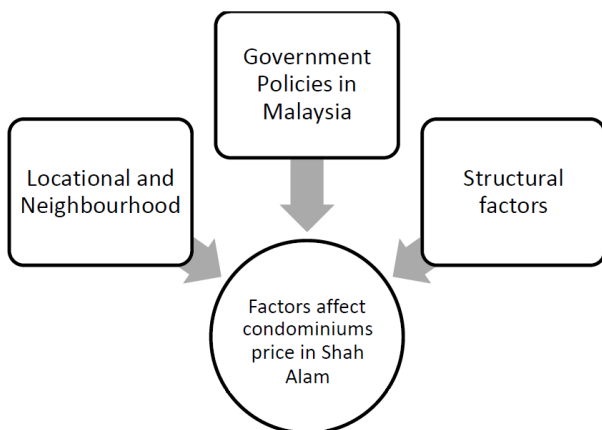 Government
Policies in
Malaysia
Locational and
Neighbourhood
Structural
factors
Factors affect
condominiums
price in Shah
Alam